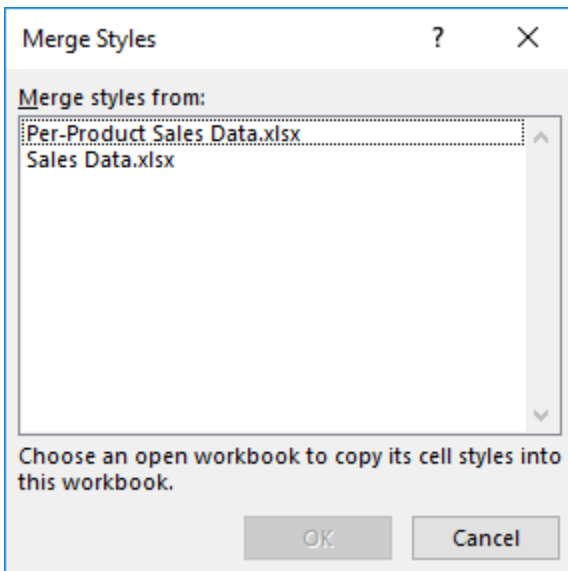 Merge Styles ?
Merge styles from:
Per-Product Sales Data.xlsx
Sales Data.xlsx
Choose an open workbook to copy its cell styles into
this workbook.
OK Cancel